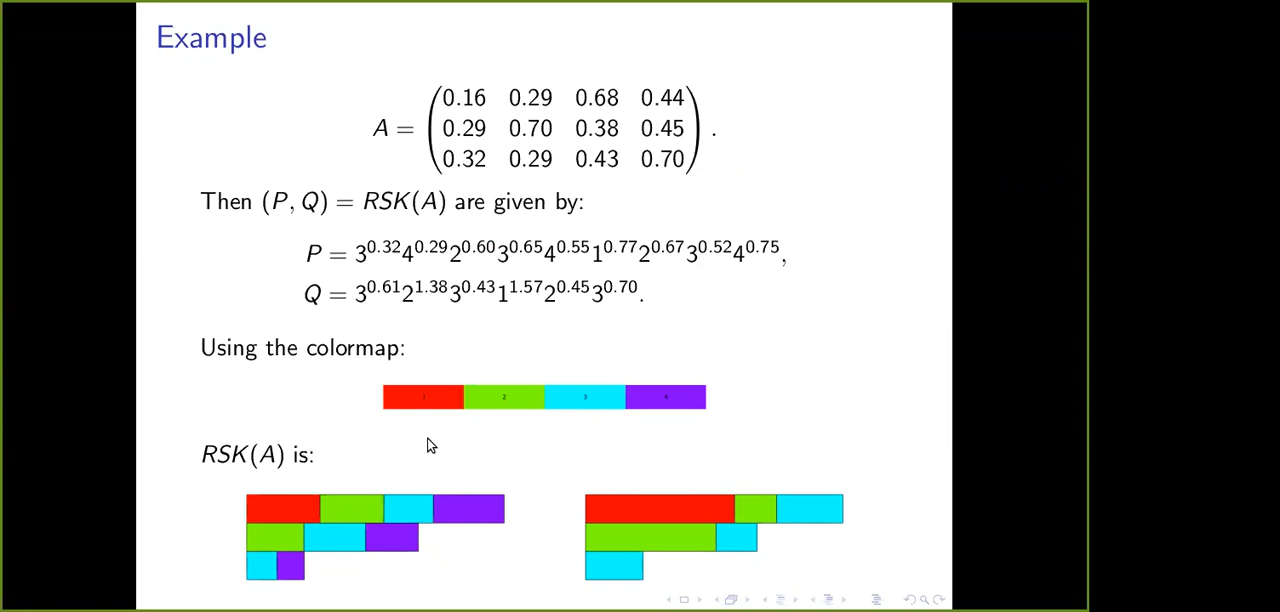 Example
A = (0.16 0.29 0.68 0.44
0.29 0.70 0.38 0.45
0.32 0.29 0.43 0.70).
Then (P, Q) = RSK(A) are given by:
P = 3^0.32 4^0.29 2^0.60 3^0.65 4^0.55 1^0.77 2^0.67 3^0.52 4^0.75,
Q = 3^0.61 2^1.38 3^0.43 1^1.57 2^0.45 3^0.70.
Using the colormap:
1 2 3 4
RSK(A) is: